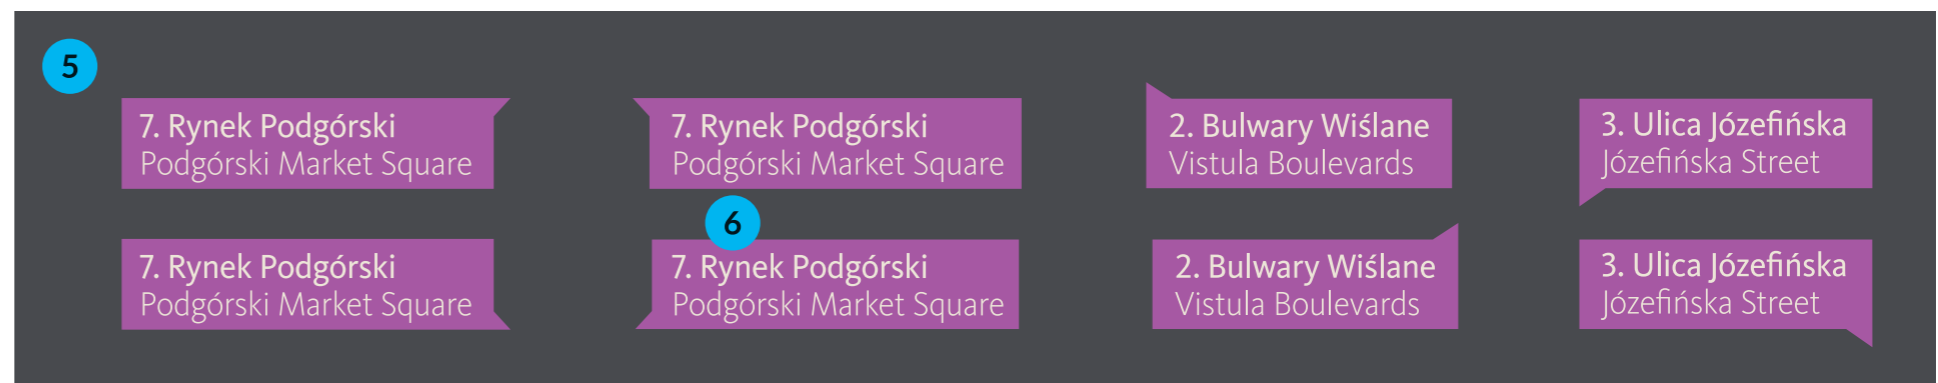 5
7. Rynek Podgórski
Podgórski Market Square
7. Rynek Podgórski
Podgórski Market Square
2. Bulwary Wiślane
Vistula Boulevards
3. Ulica Józefińska
Józefińska Street
6
7. Rynek Podgórski
Podgórski Market Square
7. Rynek Podgórski
Podgórski Market Square
2. Bulwary Wiślane
Vistula Boulevards
3. Ulica Józefińska
Józefińska Street